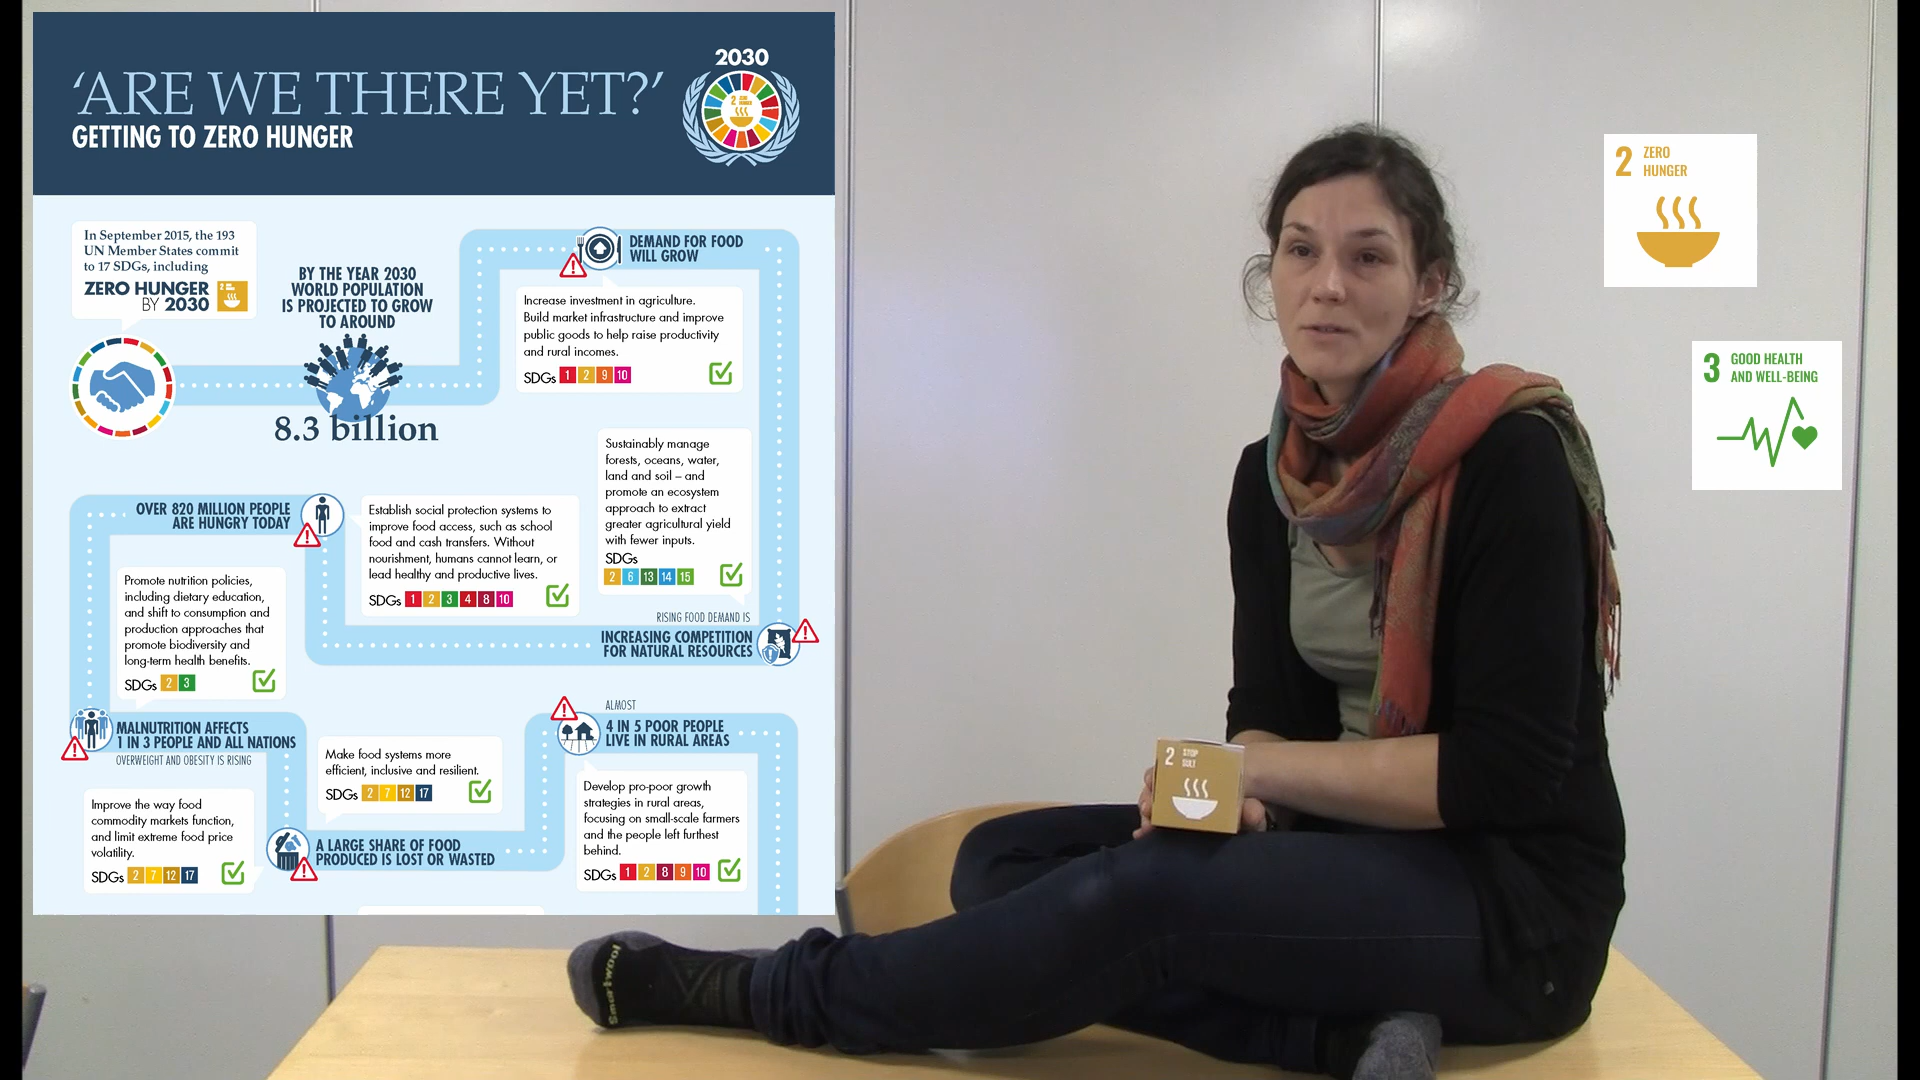 2030
‘ARE WE THERE YET?’
GETTING TO ZERO HUNGER
In September 2015, the 193
UN Member States commit
to 17 SDGs, including
ZERO HUNGER
BY 2030
BY THE YEAR 2030
WORLD POPULATION
IS PROJECTED TO GROW
TO AROUND
8.3 billion
DEMAND FOR FOOD
WILL GROW
Increase investment in agriculture.
Build market infrastructure and improve
public goods to help raise productivity
and rural incomes.
SDGs 1 2 9 10
Sustainably manage
forests, oceans, water,
land and soil – and
promote an ecosystem
approach to extract
greater agricultural yield
with fewer inputs.
SDGs
2 6 13 14 15
RISING FOOD DEMAND IS
INCREASING COMPETITION
FOR NATURAL RESOURCES
OVER 820 MILLION PEOPLE
ARE HUNGRY TODAY
Establish social protection systems to
improve food access, such as school
food and cash transfers. Without
nourishment, humans cannot learn, or
lead healthy and productive lives.
SDGs 1 2 3 4 8 10
Promote nutrition policies,
including dietary education,
and shift to consumption and
production approaches that
promote biodiversity and
long-term health benefits.
SDGs 2 3
MALNUTRITION AFFECTS
1 IN 3 PEOPLE AND ALL NATIONS
OVERWEIGHT AND OBESITY IS RISING
Improve the way food
commodity markets function,
and limit extreme food price
volatility.
SDGs 2 7 12 17
Make food systems more
efficient, inclusive and resilient.
SDGs 2 7 12 17
A LARGE SHARE OF FOOD
PRODUCED IS LOST OR WASTED
ALMOST
4 IN 5 POOR PEOPLE
LIVE IN RURAL AREAS
Develop pro-poor growth
strategies in rural areas,
focusing on small-scale farmers
and the people left furthest
behind.
SDGs 1 2 8 9 10
2 ZERO
HUNGER
3 GOOD HEALTH
AND WELL-BEING
2 STOP
SULT
Smartwool